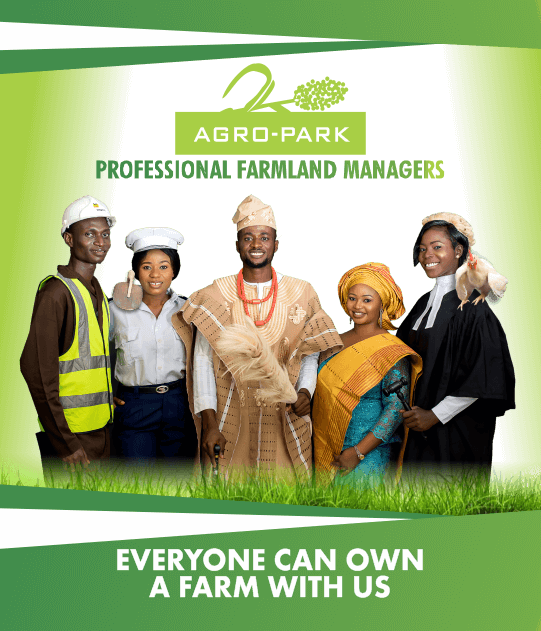 AGRO-PARK
PROFESSIONAL FARMLAND MANAGERS
EVERYONE CAN OWN
A FARM WITH US